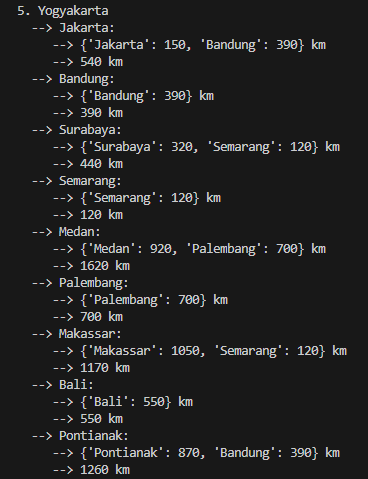 5. Yogyakarta
--> Jakarta:
--> {'Jakarta': 150, 'Bandung': 390} km
--> 540 km
--> Bandung:
--> {'Bandung': 390} km
--> 390 km
--> Surabaya:
--> {'Surabaya': 320, 'Semarang': 120} km
--> 440 km
--> Semarang:
--> {'Semarang': 120} km
--> 120 km
--> Medan:
--> {'Medan': 920, 'Palembang': 700} km
--> 1620 km
--> Palembang:
--> {'Palembang': 700} km
--> 700 km
--> Makassar:
--> {'Makassar': 1050, 'Semarang': 120} km
--> 1170 km
--> Bali:
--> {'Bali': 550} km
--> 550 km
--> Pontianak:
--> {'Pontianak': 870, 'Bandung': 390} km
--> 1260 km